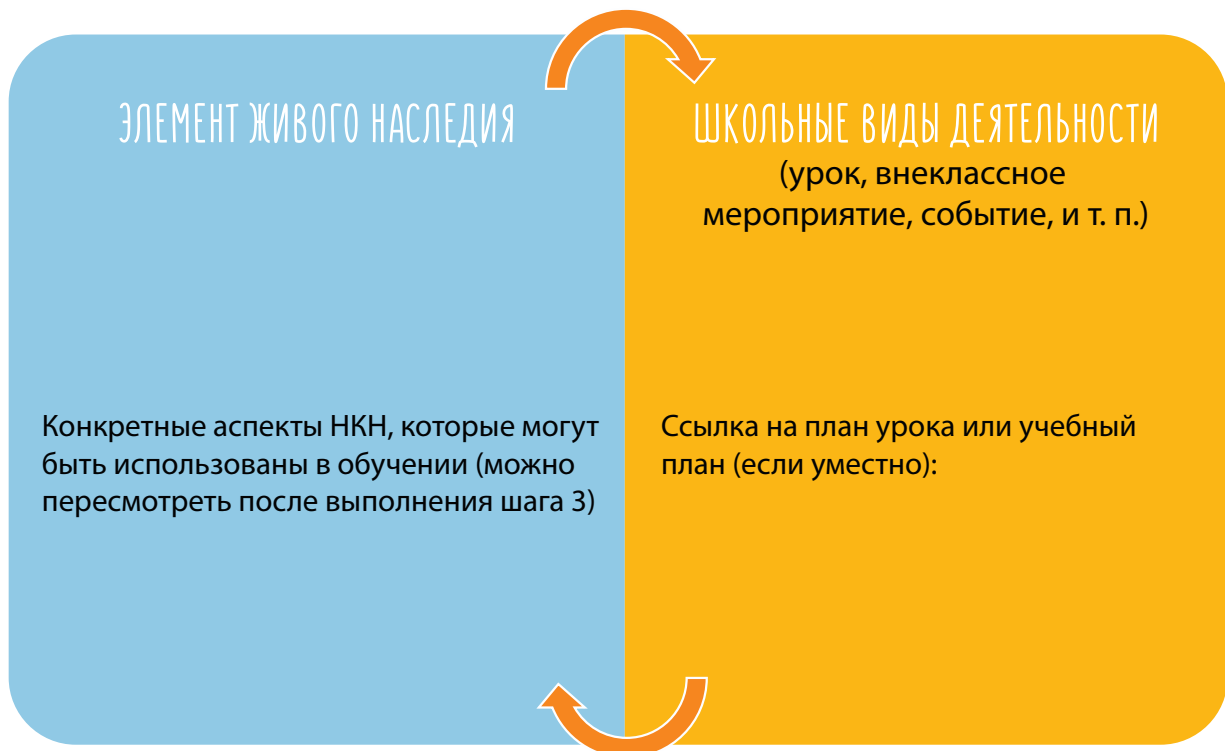 ЭЛЕМЕНТ ЖИВОГО НАСЛЕДИЯ
Конкретные аспекты НКН, которые могут
быть использованы в обучении (можно
пересмотреть после выполнения шага 3)
ШКОЛЬНЫЕ ВИДЫ ДЕЯТЕЛЬНОСТИ
(урок, внеклассное
мероприятие, событие, и т. п.)
Ссылка на план урока или учебный
план (если уместно):